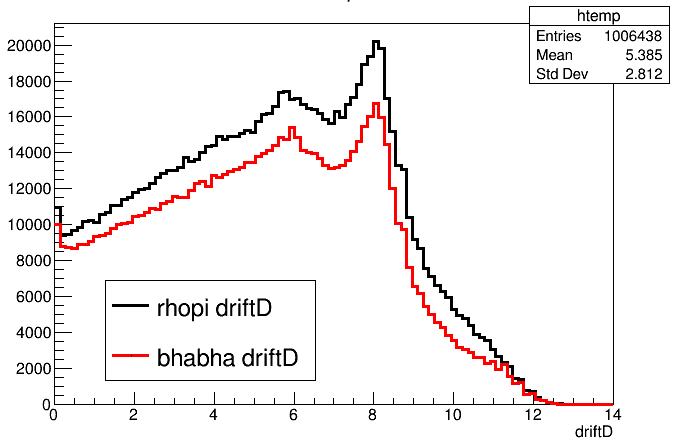 htemp
Entries 1006438
Mean 5.385
Std Dev 2.812
20000
18000
16000
14000
12000
10000
8000
6000
4000
2000
0
rhopi driftD
bhabha driftD
0 2 4 6 8 10 12 14
driftD